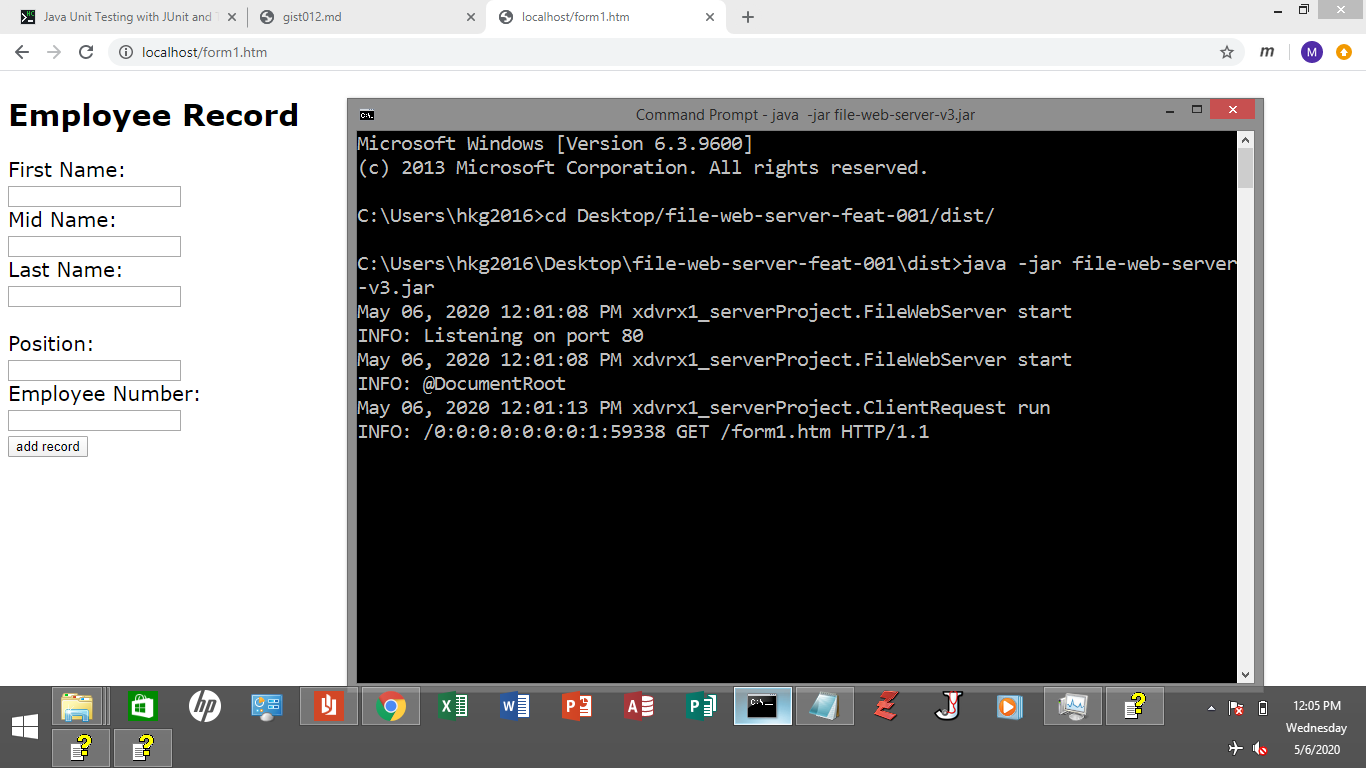 Java Unit Testing with JUnit and
gist012.md
localhost/form1.htm
localhost/form1.htm
m
M
Employee Record
First Name:
Mid Name:
Last Name:
Position:
Employee Number:
add record
Command Prompt - java  -jar file-web-server-v3.jar
Microsoft Windows [Version 6.3.9600]
(c) 2013 Microsoft Corporation. All rights reserved.
C:\Users\hkg2016>cd Desktop/file-web-server-feat-001/dist/
C:\Users\hkg2016\Desktop\file-web-server-feat-001\dist>java -jar file-web-server
-v3.jar
May 06, 2020 12:01:08 PM xdvrx1_serverProject.FileWebServer start
INFO: Listening on port 80
May 06, 2020 12:01:08 PM xdvrx1_serverProject.FileWebServer start
INFO: @DocumentRoot
May 06, 2020 12:01:13 PM xdvrx1_serverProject.ClientRequest run
INFO: /0:0:0:0:0:0:0:1:59338 GET /form1.htm HTTP/1.1
12:05 PM
Wednesday
5/6/2020